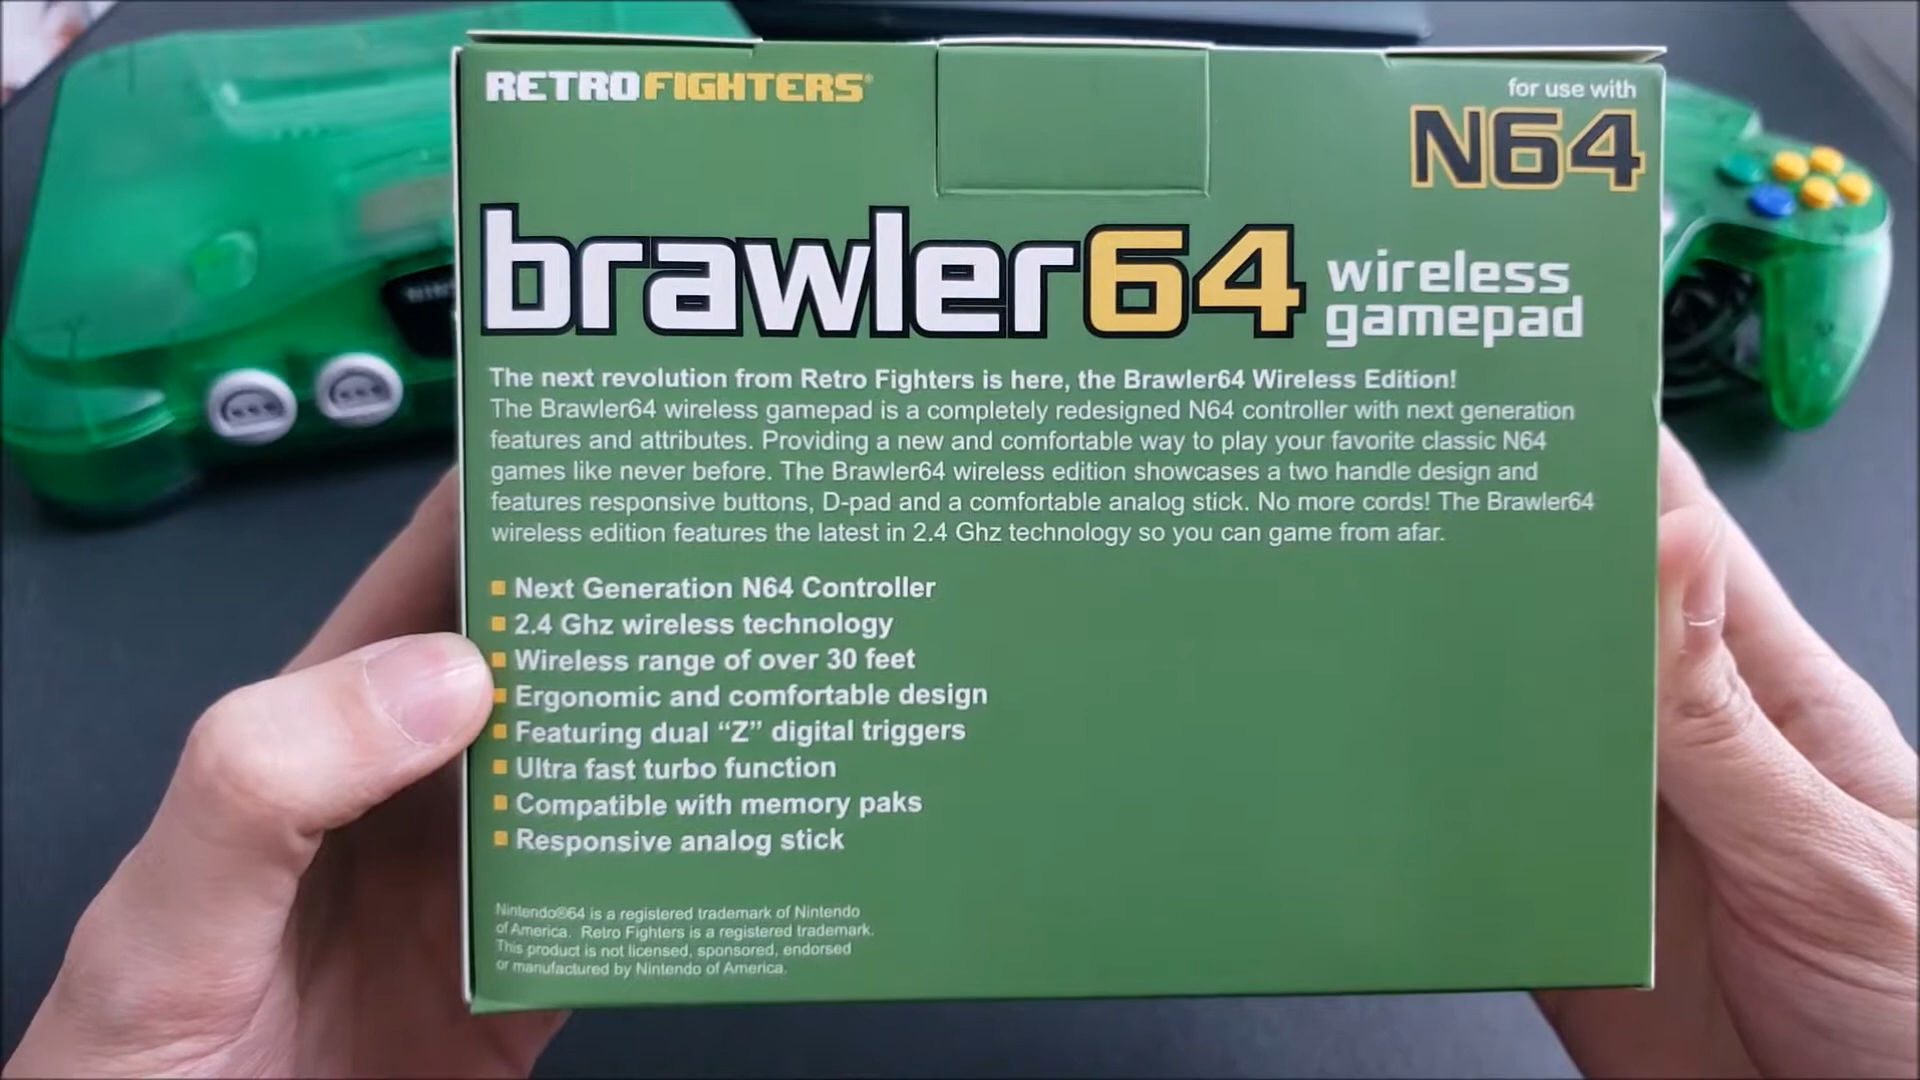 RETROFIGHTERS®
for use with
N64
brawler64
wireless
gamepad
The next revolution from Retro Fighters is here, the Brawler64 Wireless Edition!
The Brawler64 wireless gamepad is a completely redesigned N64 controller with next generation
features and attributes. Providing a new and comfortable way to play your favorite classic N64
games like never before. The Brawler64 wireless edition showcases a two handle design and
features responsive buttons, D-pad and a comfortable analog stick. No more cords! The Brawler64
wireless edition features the latest in 2.4 Ghz technology so you can game from afar.
Next Generation N64 Controller
2.4 Ghz wireless technology
Wireless range of over 30 feet
Ergonomic and comfortable design
Featuring dual “Z” digital triggers
Ultra fast turbo function
Compatible with memory paks
Responsive analog stick
Nintendo®64 is a registered trademark of Nintendo
of America. Retro Fighters is a registered trademark.
This product is not licensed, sponsored, endorsed
or manufactured by Nintendo of America.